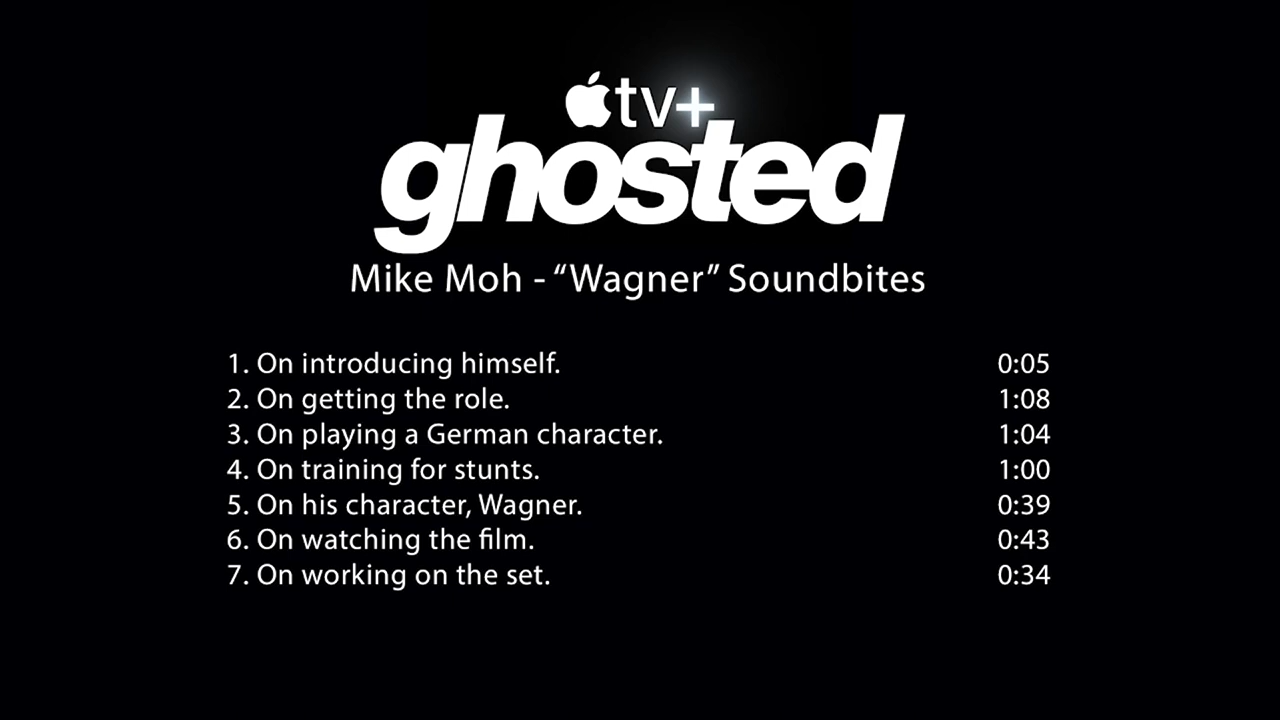 tv+
ghosted
Mike Moh - “Wagner” Soundbites
1. On introducing himself. 0:05
2. On getting the role. 1:08
3. On playing a German character. 1:04
4. On training for stunts. 1:00
5. On his character, Wagner. 0:39
6. On watching the film. 0:43
7. On working on the set. 0:34